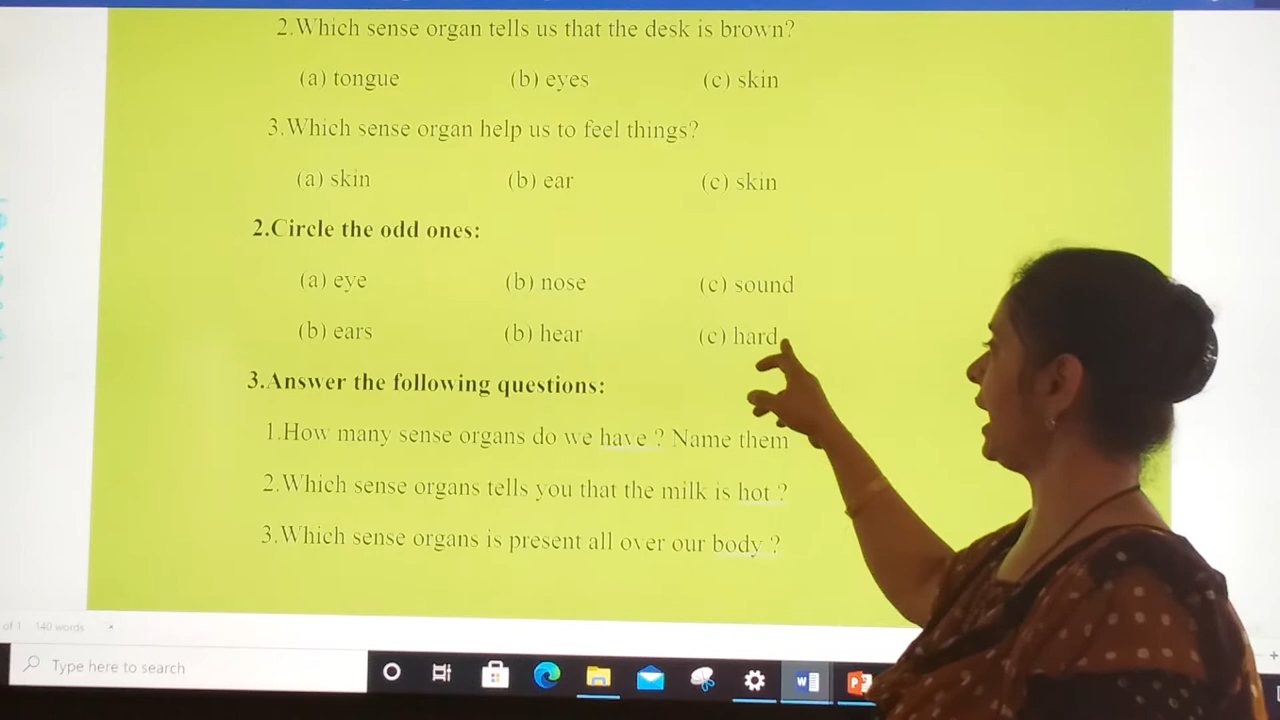 2.Which sense organ tells us that the desk is brown?
(a) tongue (b) eyes (c) skin
3.Which sense organ help us to feel things?
(a) skin (b) ear (c) skin
2.Circle the odd ones:
(a) eye (b) nose (c) sound
(b) ears (b) hear (c) hard
3.Answer the following questions:
1.How many sense organs do we have ? Name them
2.Which sense organs tells you that the milk is hot ?
3.Which sense organs is present all over our body ?
of 1 140 words
Type here to search